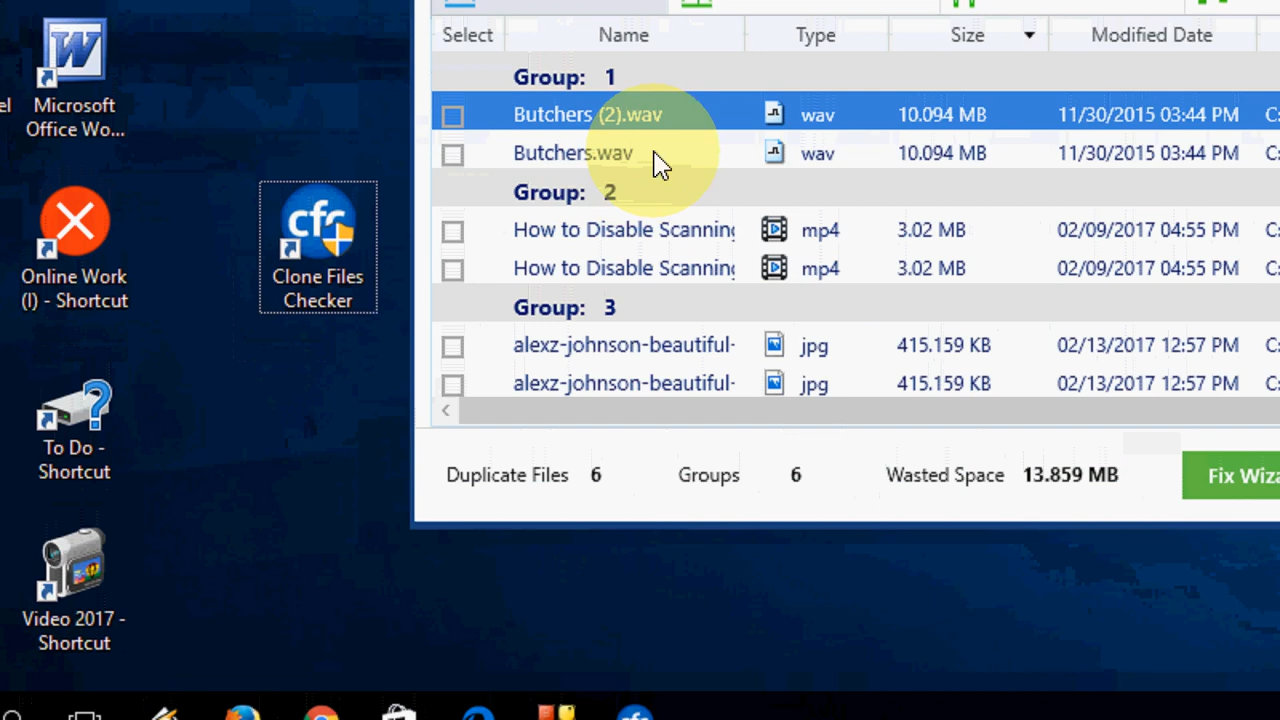 el
Microsoft
Office Wo...
Online Work
(I) - Shortcut
cfc
Clone Files
Checker
To Do -
Shortcut
Video 2017 -
Shortcut
Select Name Type Size Modified Date
Group: 1
Butchers (2).wav wav 10.094 MB 11/30/2015 03:44 PM C:
Butchers.wav wav 10.094 MB 11/30/2015 03:44 PM C:
Group: 2
How to Disable Scanning mp4 3.02 MB 02/09/2017 04:55 PM C:
How to Disable Scanning mp4 3.02 MB 02/09/2017 04:55 PM C:
Group: 3
alexz-johnson-beautiful- jpg 415.159 KB 02/13/2017 12:57 PM C:
alexz-johnson-beautiful- jpg 415.159 KB 02/13/2017 12:57 PM C:
Duplicate Files 6 Groups 6 Wasted Space 13.859 MB Fix Wiza